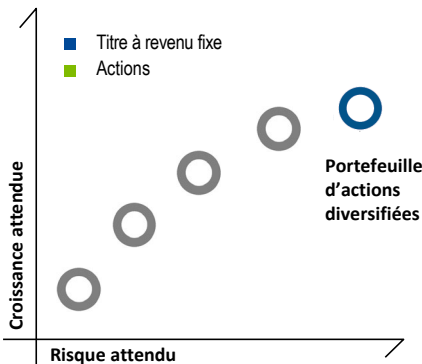 Titre à revenu fixe
Actions
Croissance attendue
Portefeuille
d’actions
diversifiées
Risque attendu